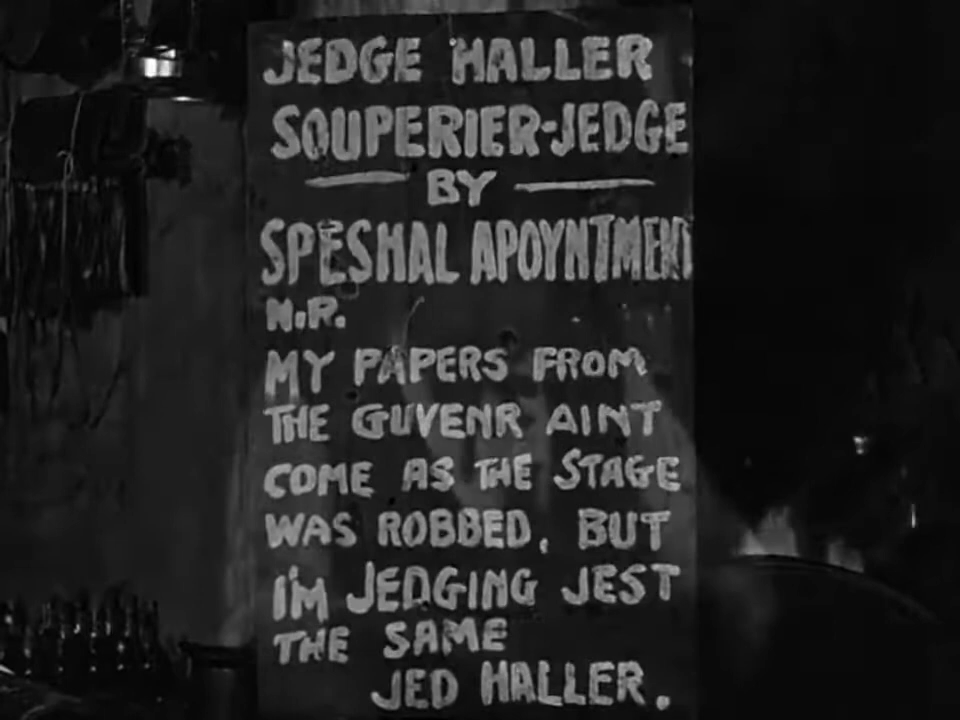 JEDGE HALLER
SOUPERIER-JEDGE
BY
SPESHAL APOYNTMENT
N.R.
MY PAPERS FROM
THE GUVENR AINT
COME AS THE STAGE
WAS ROBBED, BUT
I'M JEDGING JEST
THE SAME
JED HALLER.